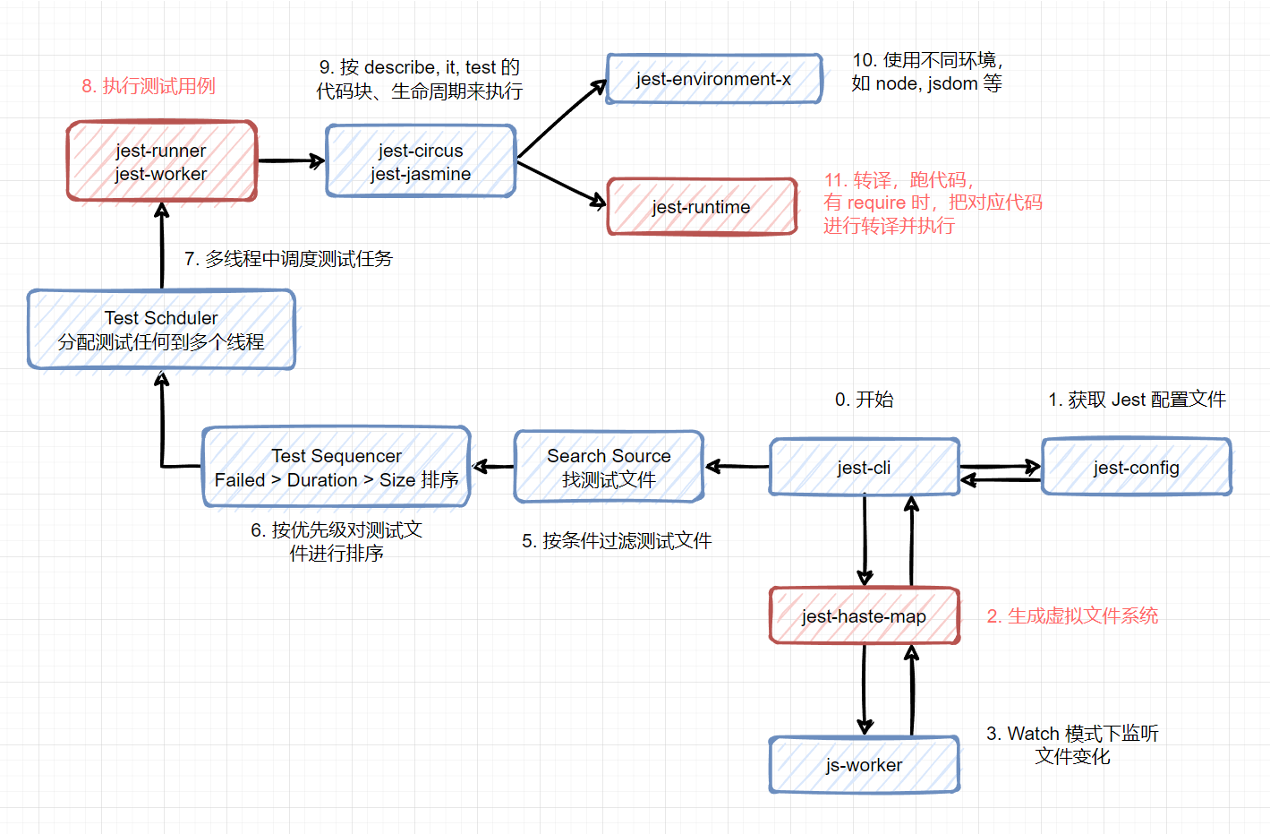 8. 执行测试用例
jest-runner
jest-worker
9. 按 describe, it, test 的
代码块、生命周期来执行
jest-circus
jest-jasmine
jest-environment-x
10. 使用不同环境，
如 node, jsdom 等
jest-runtime
11. 转译，跑代码，
有 require 时，把对应代码
进行转译并执行
7. 多线程中调度测试任务
Test Schduler
分配测试任何到多个线程
0. 开始
1. 获取 Jest 配置文件
Test Sequencer
Failed > Duration > Size 排序
Search Source
找测试文件
jest-cli
jest-config
6. 按优先级对测试文
件进行排序
5. 按条件过滤测试文件
jest-haste-map
2. 生成虚拟文件系统
js-worker
3. Watch 模式下监听
文件变化